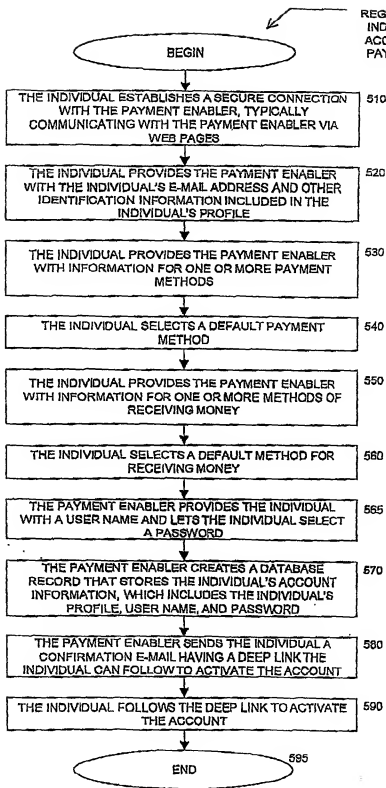 REG
IND
ACC
PAY
BEGIN
THE INDIVIDUAL ESTABLISHES A SECURE CONNECTION
WITH THE PAYMENT ENABLER, TYPICALLY
COMMUNICATING WITH THE PAYMENT ENABLER VIA
WEB PAGES
510
THE INDIVIDUAL PROVIDES THE PAYMENT ENABLER
WITH THE INDIVIDUAL'S E-MAIL ADDRESS AND OTHER
IDENTIFICATION INFORMATION INCLUDED IN THE
INDIVIDUAL'S PROFILE
520
THE INDIVIDUAL PROVIDES THE PAYMENT ENABLER
WITH INFORMATION FOR ONE OR MORE PAYMENT
METHODS
530
THE INDIVIDUAL SELECTS A DEFAULT PAYMENT
METHOD
540
THE INDIVIDUAL PROVIDES THE PAYMENT ENABLER
WITH INFORMATION FOR ONE OR MORE METHODS OF
RECEIVING MONEY
550
THE INDIVIDUAL SELECTS A DEFAULT METHOD FOR
RECEIVING MONEY
560
THE PAYMENT ENABLER PROVIDES THE INDIVIDUAL
WITH A USER NAME AND LETS THE INDIVIDUAL SELECT
A PASSWORD
565
THE PAYMENT ENABLER CREATES A DATABASE
RECORD THAT STORES THE INDIVIDUAL'S ACCOUNT
INFORMATION, WHICH INCLUDES THE INDIVIDUAL'S
PROFILE, USER NAME, AND PASSWORD
570
THE PAYMENT ENABLER SENDS THE INDIVIDUAL A
CONFIRMATION E-MAIL HAVING A DEEP LINK THE
INDIVIDUAL CAN FOLLOW TO ACTIVATE THE ACCOUNT
580
THE INDIVIDUAL FOLLOWS THE DEEP LINK TO ACTIVATE
THE ACCOUNT
590
END
595